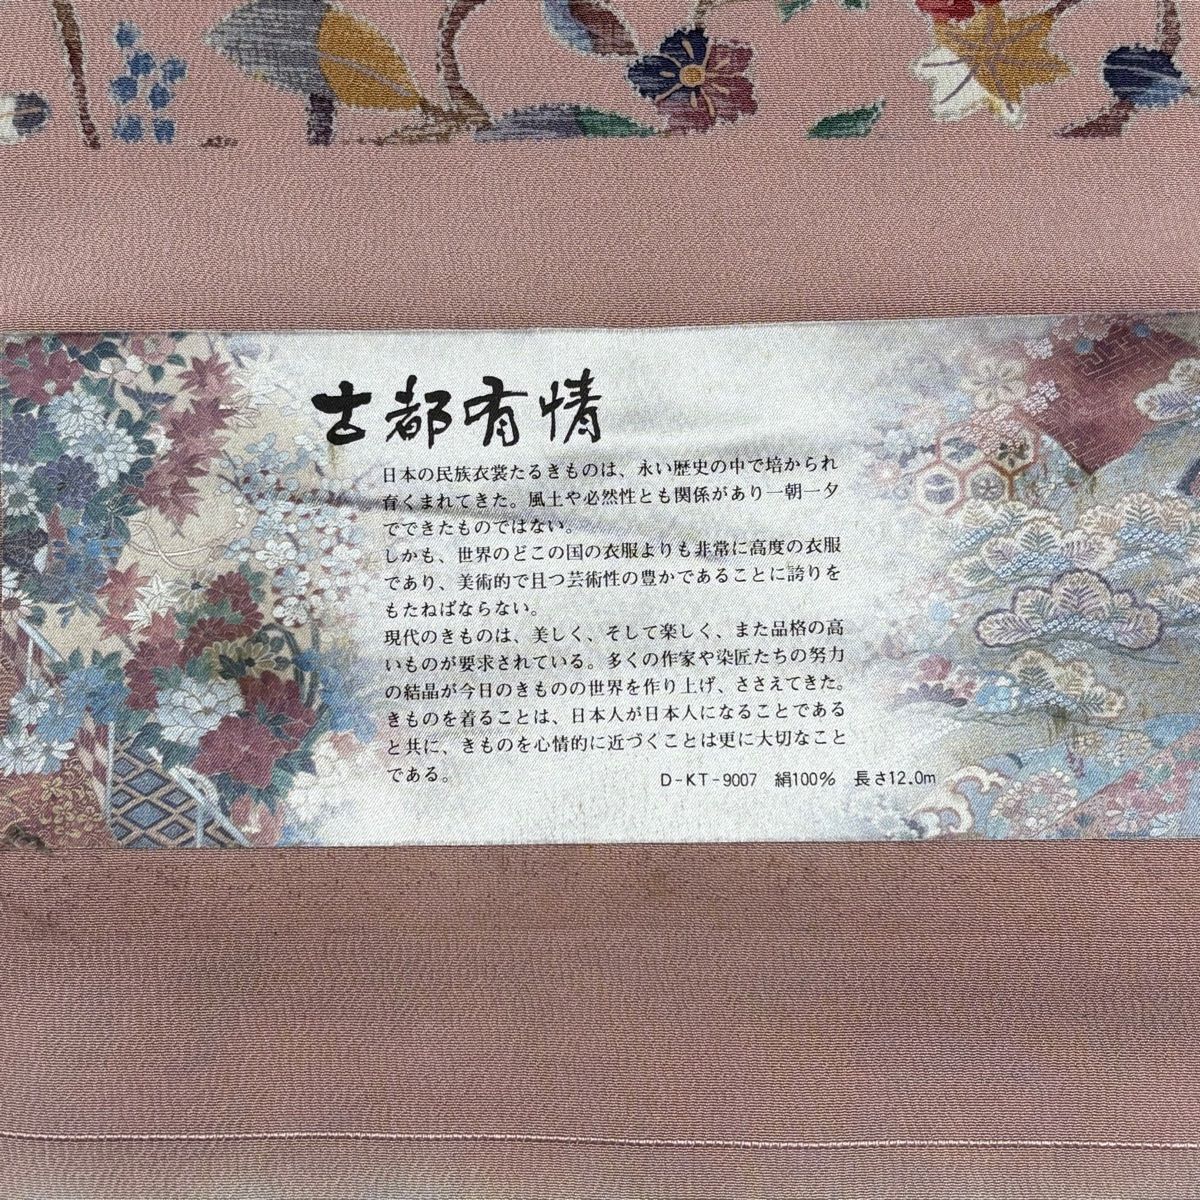 古都有情
日本の民族衣裳たるきものは、永い歴史の中で培かられ
育くまれてきた。風土や必然性とも関係があり一朝一夕
でできたものではない。
しかも、世界のどこの国の衣服よりも非常に高度の衣服
であり、美術的で且つ芸術性の豊かであることに誇りを
もたねばならない。
現代のきものは、美しく、そして楽しく、また品格の高
いものが要求されている。多くの作家や染匠たちの努力
の結晶が今日のきものの世界を作り上げ、ささえてきた。
きものを着ることは、日本人が日本人になることである
と共に、きものを心情的に近づくことは更に大切なこと
である。
D-KT-9007 絹100% 長さ12.0m